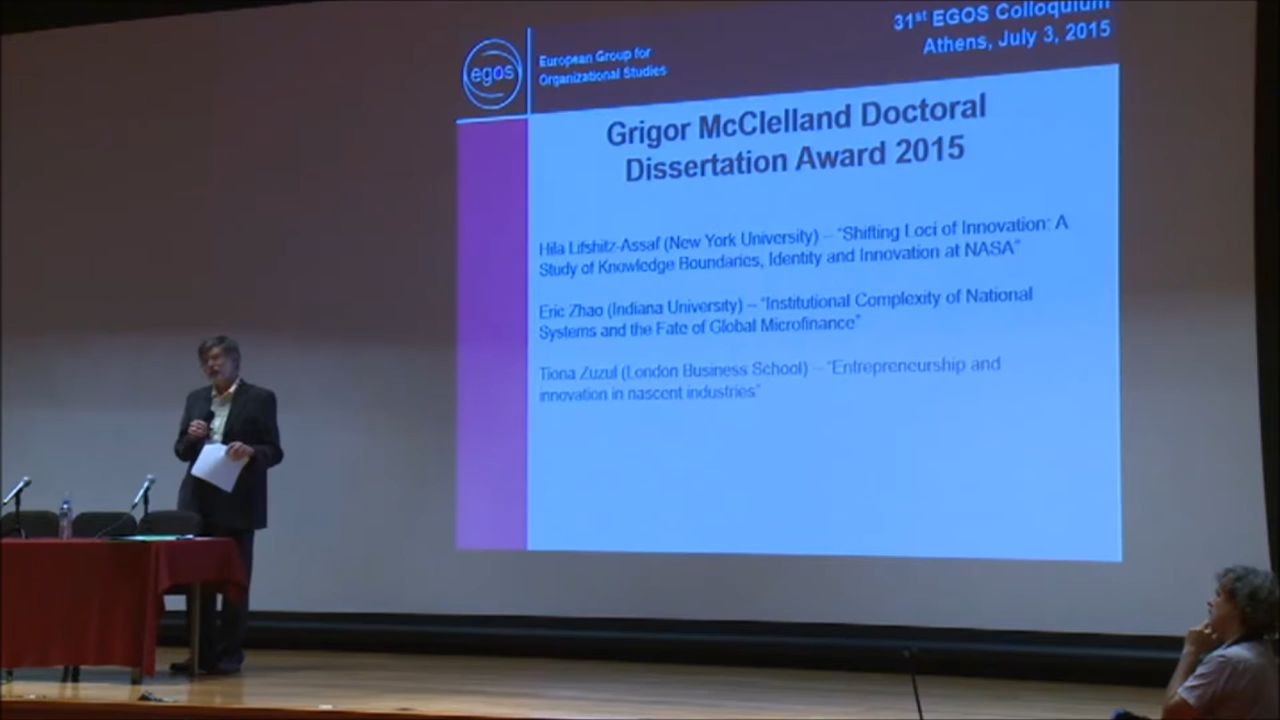 egos
European Group for
Organizational Studies
31st EGOS Colloquium
Athens, July 3, 2015
Grigor McClelland Doctoral
Dissertation Award 2015
Hila Lifshitz-Assaf (New York University) – "Shifting Loci of Innovation: A
Study of Knowledge Boundaries, Identity and Innovation at NASA"
Eric Zhao (Indiana University) – "Institutional Complexity of National
Systems and the Fate of Global Microfinance"
Tiona Zuzul (London Business School) – "Entrepreneurship and
innovation in nascent industries"